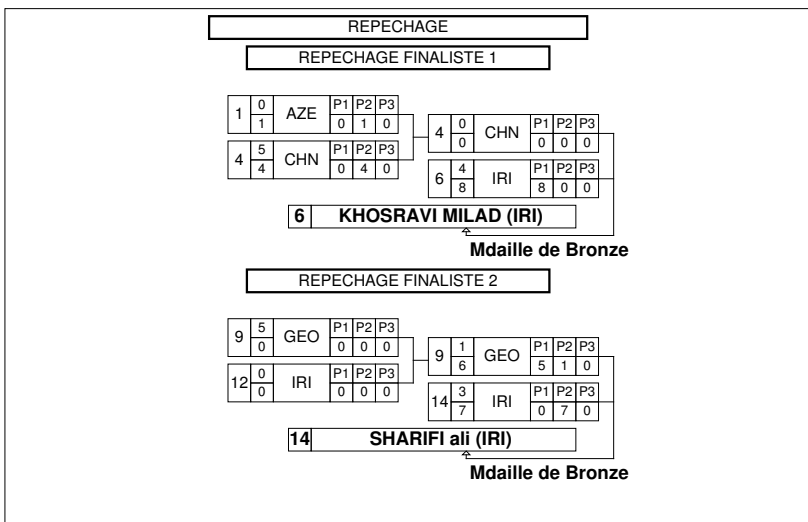 REPECHAGE
REPECHAGE FINALISTE 1
1 0 1 AZE P1 P2 P3 0 1 0
4 5 4 CHN P1 P2 P3 0 4 0
4 0 0 CHN P1 P2 P3 0 0 0
6 4 8 IRI P1 P2 P3 8 0 0
6 KHOSRAVI MILAD (IRI)
Mdaille de Bronze
REPECHAGE FINALISTE 2
9 5 0 GEO P1 P2 P3 0 0 0
12 0 0 IRI P1 P2 P3 0 0 0
9 1 6 GEO P1 P2 P3 5 1 0
14 3 7 IRI P1 P2 P3 0 7 0
14 SHARIFI ali (IRI)
Mdaille de Bronze